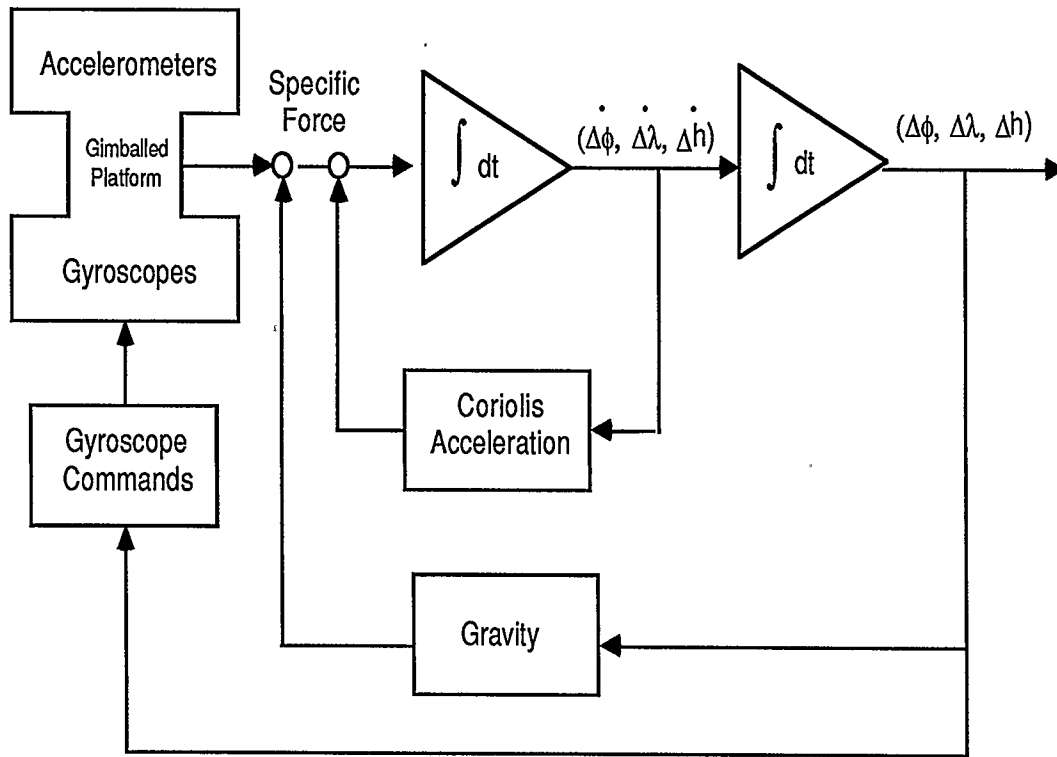 Accelerometers
Gimballed
Platform
Gyroscopes
Specific
Force
∫ dt
(Δϕ̇, Δλ̇, Δḣ)
∫ dt
(Δϕ, Δλ, Δh)
Coriolis
Acceleration
Gyroscope
Commands
Gravity